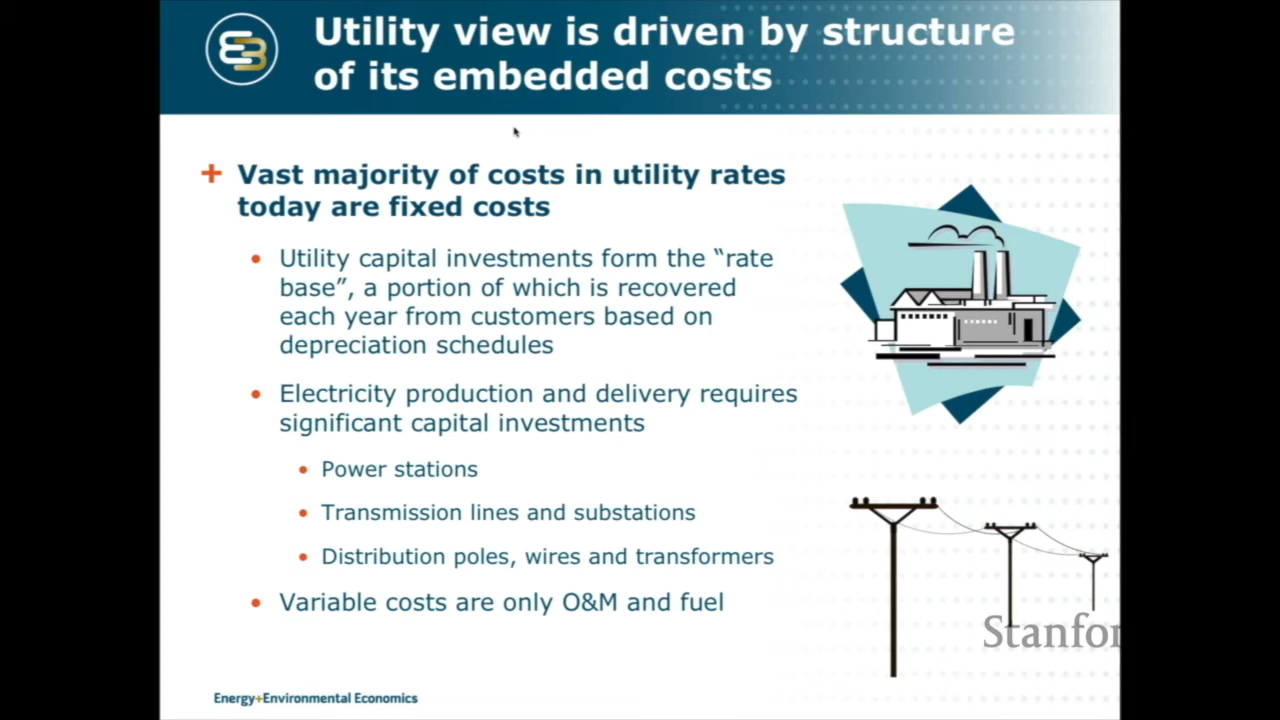 Utility view is driven by structure
of its embedded costs
+ Vast majority of costs in utility rates
today are fixed costs
• Utility capital investments form the “rate
base”, a portion of which is recovered
each year from customers based on
depreciation schedules
• Electricity production and delivery requires
significant capital investments
• Power stations
• Transmission lines and substations
• Distribution poles, wires and transformers
• Variable costs are only O&M and fuel
Stanfor
Energy+Environmental Economics